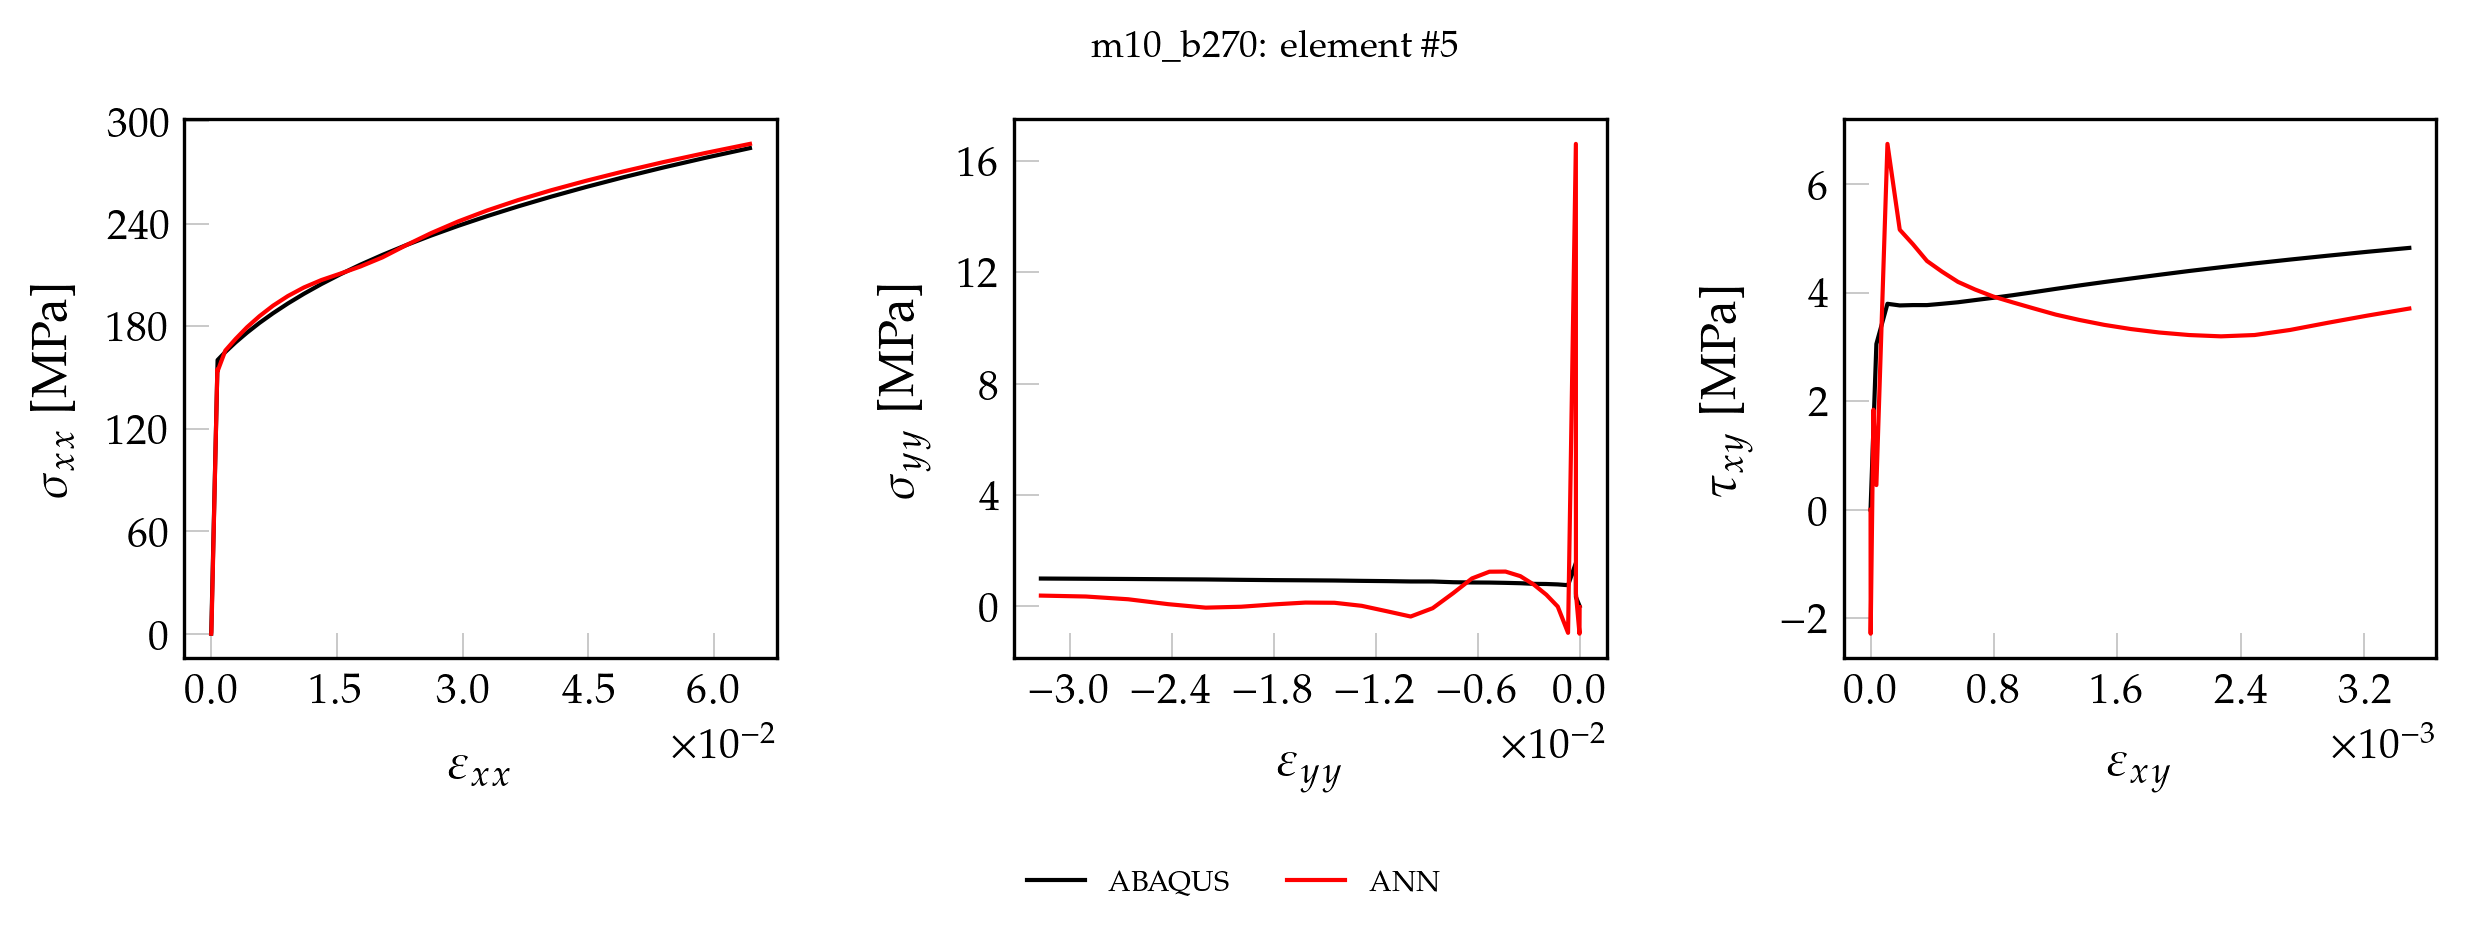 m10_b270: element #5
300
240
180
120
60
0
σxx [MPa]
0.0 1.5 3.0 4.5 6.0
×10−2
εxx
16
12
8
4
0
σyy [MPa]
−3.0 −2.4 −1.8 −1.2 −0.6 0.0
×10−2
εyy
6
4
2
0
−2
τxy [MPa]
0.0 0.8 1.6 2.4 3.2
×10−3
εxy
ABAQUS ANN